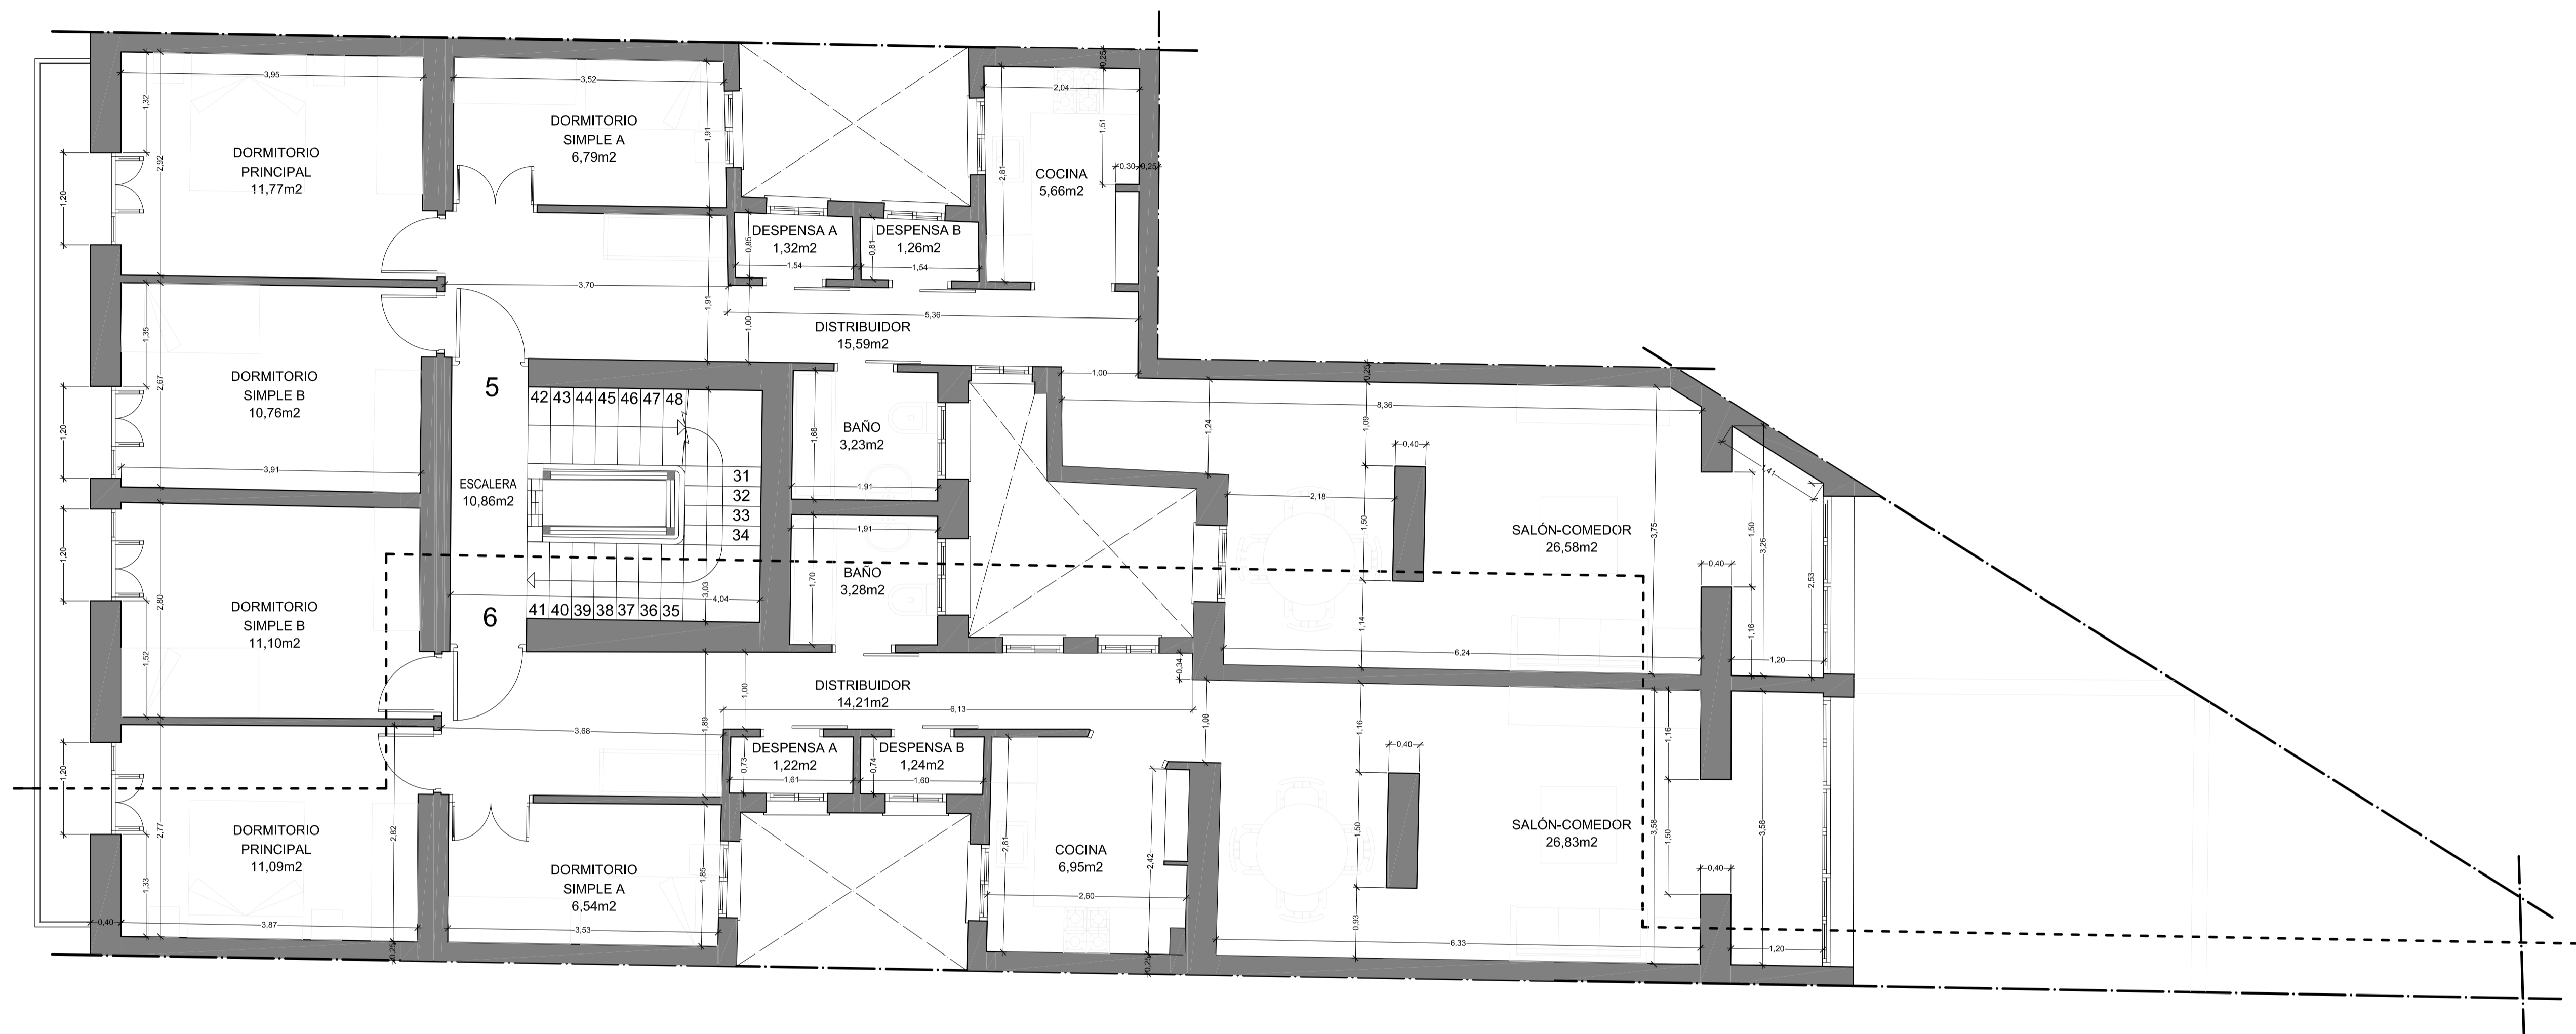 3,95
3,52
0,25
2,04
1,32
2,92
1,91
1,51
2,81
DORMITORIO
PRINCIPAL
11,77m2
DORMITORIO
SIMPLE A
6,79m2
COCINA
5,66m2
0,30
0,25
1,20
DESPENSA A
1,32m2
DESPENSA B
1,26m2
0,85
0,81
1,54
1,54
3,70
1,91
1,00
5,36
DISTRIBUIDOR
15,59m2
1,35
2,67
DORMITORIO
SIMPLE B
10,76m2
1,20
3,91
5
42 43 44 45 46 47 48
ESCALERA
10,86m2
31
32
33
34
BAÑO
3,23m2
1,68
1,91
1,00
0,25
8,36
1,24
1,09
0,40
2,18
1,50
SALÓN-COMEDOR
26,58m2
3,75
1,41
1,50
3,26
2,53
0,40
1,16
1,14
6,24
1,20
1,20
2,80
DORMITORIO
SIMPLE B
11,10m2
1,52
6
41 40 39 38 37 36 35
4,04
3,03
1,91
1,70
BAÑO
3,28m2
0,34
DISTRIBUIDOR
14,21m2
6,13
1,00
1,89
3,68
1,08
1,16
0,40
1,50
0,93
DESPENSA A
1,22m2
DESPENSA B
1,24m2
0,73
0,74
1,61
1,60
1,20
2,77
2,82
1,33
DORMITORIO
PRINCIPAL
11,09m2
0,40
3,87
0,25
DORMITORIO
SIMPLE A
6,54m2
3,53
1,85
COCINA
6,95m2
2,81
2,42
2,60
0,25
SALÓN-COMEDOR
26,83m2
3,58
1,16
1,50
3,58
0,40
6,33
1,20